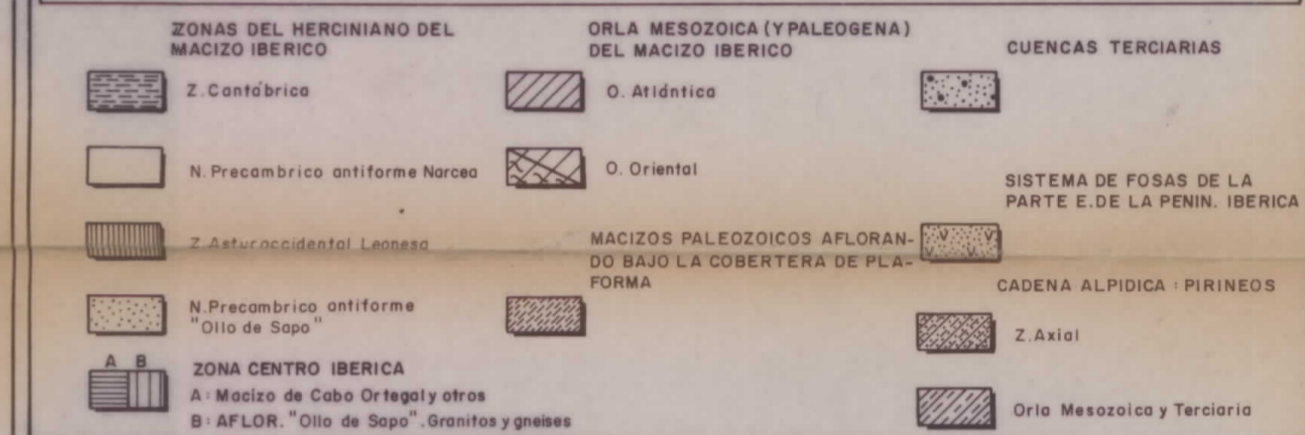 ZONAS DEL HERCINIANO DEL
MACIZO IBERICO
Z. Cantábrica
N. Precambrico antiforme Narcea
Z. Asturoccidental Leonesa
N. Precambrico antiforme
"Ollo de Sapo"
A B
ZONA CENTRO IBERICA
A: Macizo de Cabo Ortegal y otros
B: AFLOR. "Ollo de Sapo". Granitos y gneises
ORLA MESOZOICA (Y PALEOGENA)
DEL MACIZO IBERICO
O. Atlántica
O. Oriental
MACIZOS PALEOZOICOS AFLORAN-
DO BAJO LA COBERTERA DE PLA-
FORMA
CUENCAS TERCIARIAS
SISTEMA DE FOSAS DE LA
PARTE E. DE LA PENIN. IBERICA
V V
V V V
CADENA ALPIDICA : PIRINEOS
Z. Axial
Orla Mesozoica y Terciaria